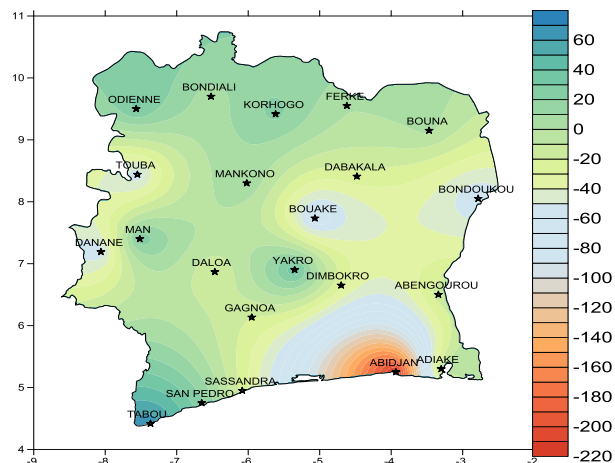 11
10
9
8
7
6
5
4
-9
-8
-7
-6
-5
-4
-3
-2
ODIENNE
BONDIALI
KORHOGO
FERKE
BOUNA
TOUBA
MANKONO
DABAKALA
BONDOUKOU
BOUAKE
MAN
DANANE
DALOA
YAKRO
DIMBOKRO
ABENGOUROU
GAGNOA
ABIDJAN
ADIAKE
SASSANDRA
SAN PEDRO
TABOU
60
40
20
0
-20
-40
-60
-80
-100
-120
-140
-160
-180
-200
-220